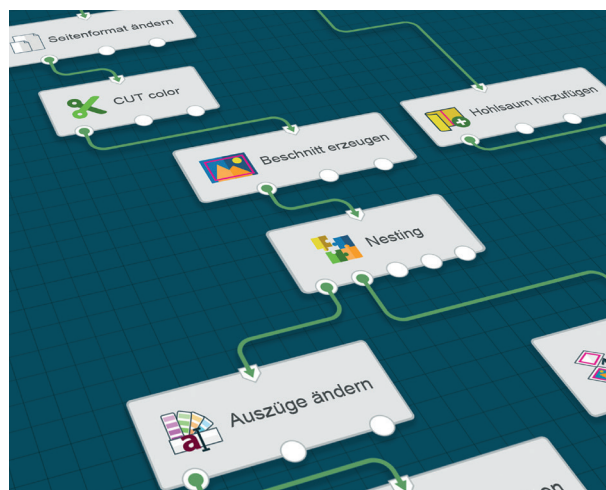 Seitenformat ändern
CUT color
Hohlsaum hinzufügen
Beschnitt erzeugen
Nesting
Auszüge ändern